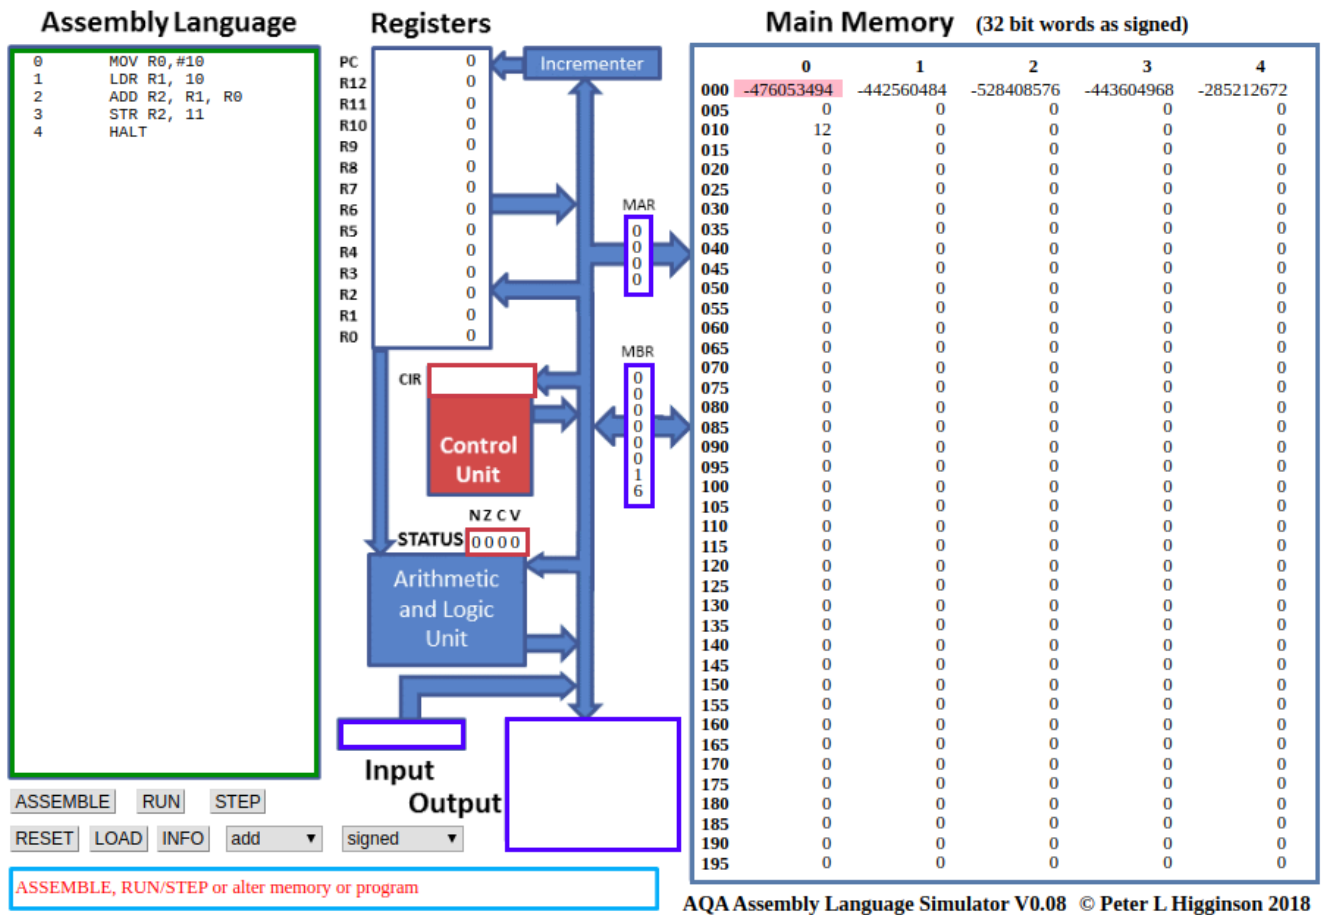 Assembly Language
0 MOV R0,#10
1 LDR R1, 10
2 ADD R2, R1, R0
3 STR R2, 11
4 HALT
ASSEMBLE RUN STEP
RESET LOAD INFO add ▼ signed ▼
ASSEMBLE, RUN/STEP or alter memory or program
Registers
PC 0
R12 0
R11 0
R10 0
R9 0
R8 0
R7 0
R6 0
R5 0
R4 0
R3 0
R2 0
R1 0
R0 0
Incrementer
MAR
0
0
0
0
CIR
Control
Unit
MBR
0
0
0
0
0
0
1
6
N Z C V
STATUS 0 0 0 0
Arithmetic
and Logic
Unit
Input
Output
Main Memory (32 bit words as signed)
0 1 2 3 4
000 -476053494 -442560484 -528408576 -443604968 -285212672
005 0 0 0 0 0
010 12 0 0 0 0
015 0 0 0 0 0
020 0 0 0 0 0
025 0 0 0 0 0
030 0 0 0 0 0
035 0 0 0 0 0
040 0 0 0 0 0
045 0 0 0 0 0
050 0 0 0 0 0
055 0 0 0 0 0
060 0 0 0 0 0
065 0 0 0 0 0
070 0 0 0 0 0
075 0 0 0 0 0
080 0 0 0 0 0
085 0 0 0 0 0
090 0 0 0 0 0
095 0 0 0 0 0
100 0 0 0 0 0
105 0 0 0 0 0
110 0 0 0 0 0
115 0 0 0 0 0
120 0 0 0 0 0
125 0 0 0 0 0
130 0 0 0 0 0
135 0 0 0 0 0
140 0 0 0 0 0
145 0 0 0 0 0
150 0 0 0 0 0
155 0 0 0 0 0
160 0 0 0 0 0
165 0 0 0 0 0
170 0 0 0 0 0
175 0 0 0 0 0
180 0 0 0 0 0
185 0 0 0 0 0
190 0 0 0 0 0
195 0 0 0 0 0
AQA Assembly Language Simulator V0.08 © Peter L Higginson 2018